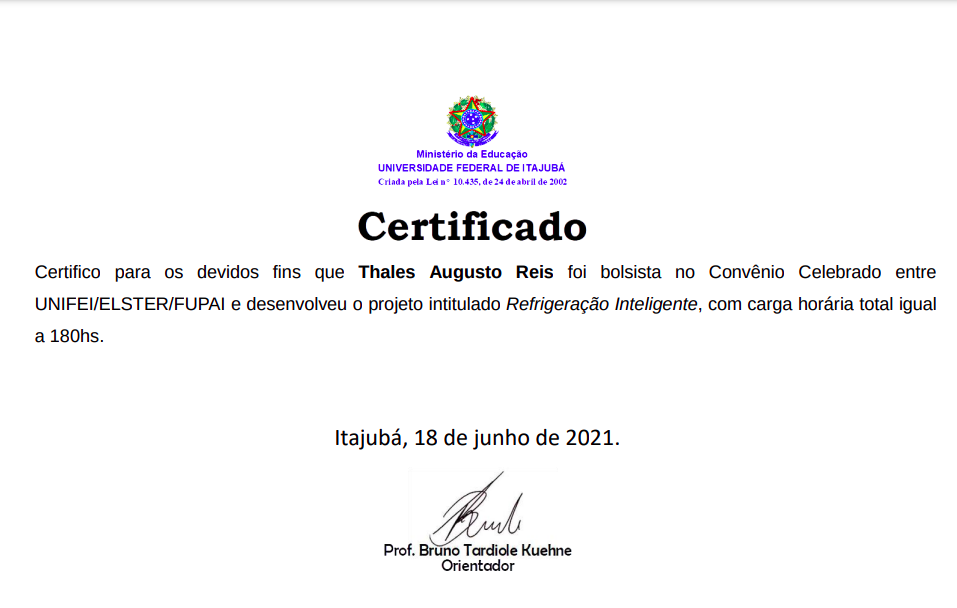 Ministério da Educação
UNIVERSIDADE FEDERAL DE ITAJUBÁ
Criada pela Lei nº 10.435, de 24 de abril de 2002
Certificado
Certifico para os devidos fins que Thales Augusto Reis foi bolsista no Convênio Celebrado entre
UNIFEI/ELSTER/FUPAI e desenvolveu o projeto intitulado Refrigeração Inteligente, com carga horária total igual
a 180hs.
Itajubá, 18 de junho de 2021.
Prof. Bruno Tardiole Kuehne
Orientador